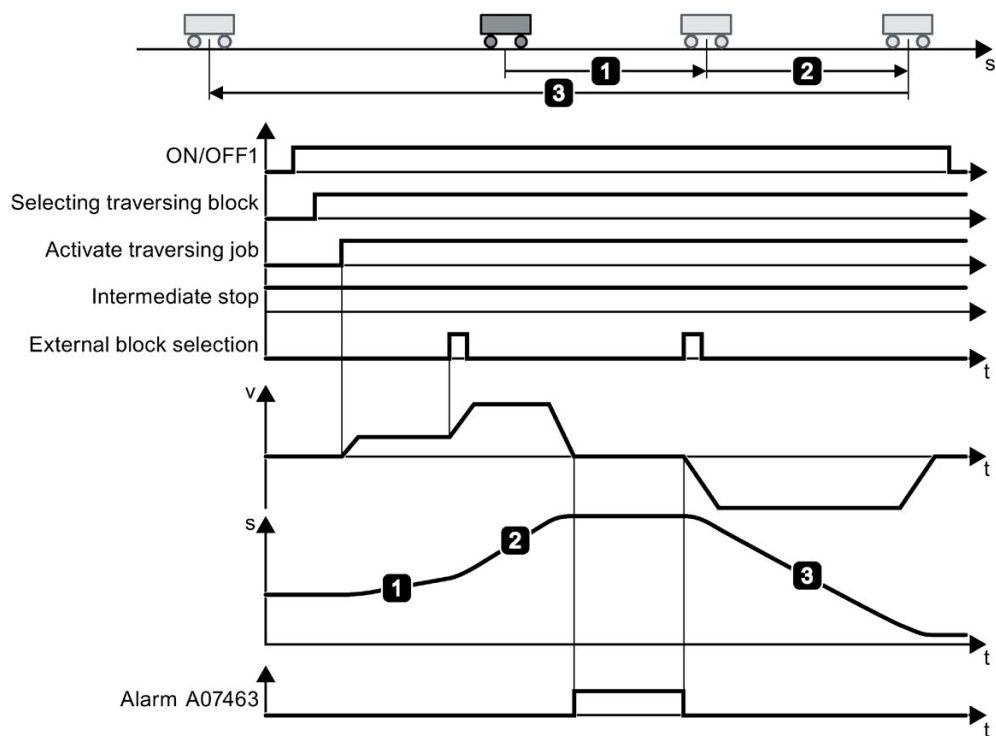 s
1
2
3
ON/OFF1
Selecting traversing block
Activate traversing job
Intermediate stop
External block selection
t
v
t
s
1
2
3
t
Alarm A07463
t